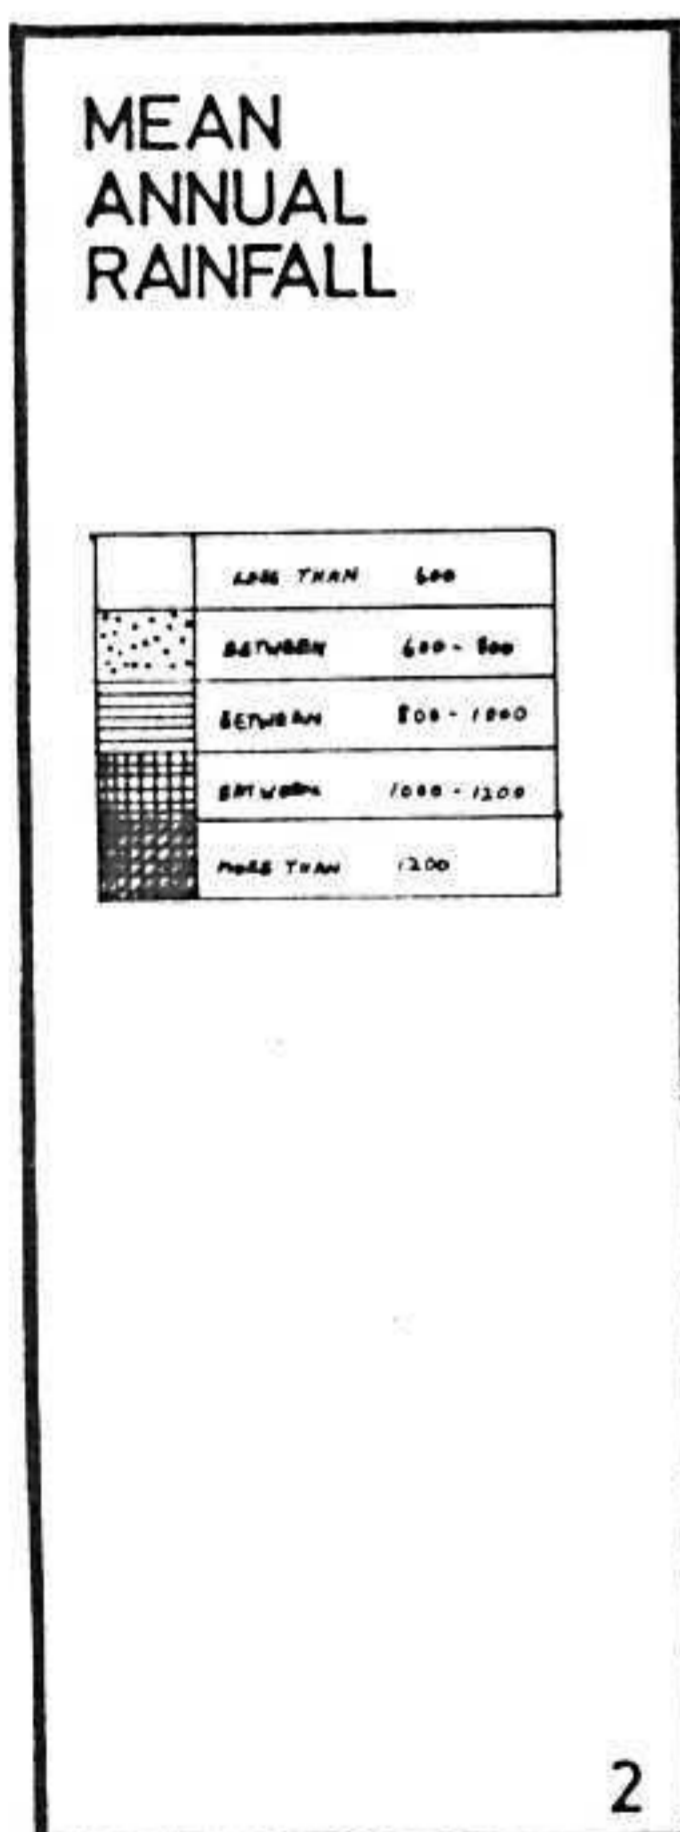 MEAN
ANNUAL
RAINFALL
LESS THAN 600
BETWEEN 600 - 800
BETWEEN 800 - 1000
BETWEEN 1000 - 1200
MORE THAN 1200
2